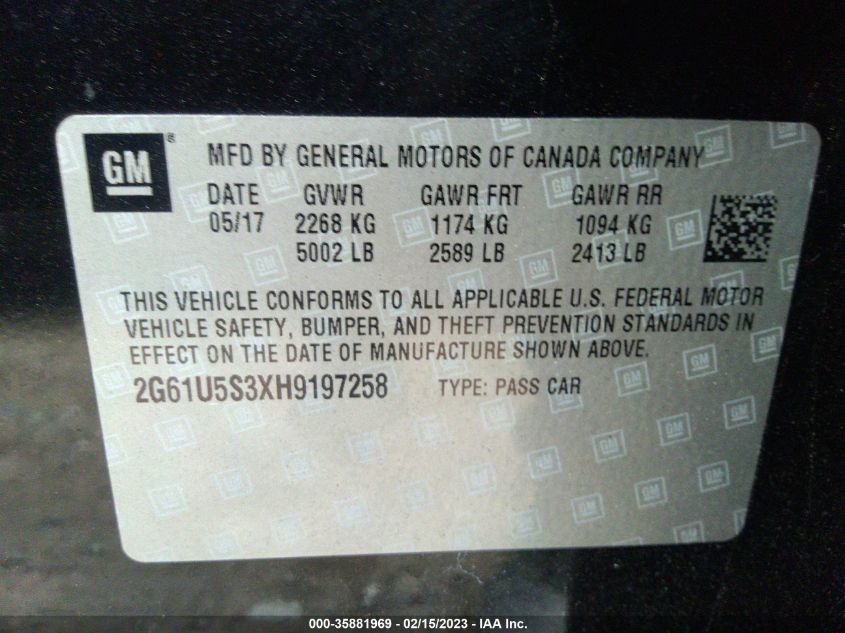 GM ® MFD BY GENERAL MOTORS OF CANADA COMPANY
DATE GVWR GAWR FRT GAWR RR
05/17 2268 KG 1174 KG 1094 KG
5002 LB 2589 LB 2413 LB
THIS VEHICLE CONFORMS TO ALL APPLICABLE U.S. FEDERAL MOTOR
VEHICLE SAFETY, BUMPER, AND THEFT PREVENTION STANDARDS IN
EFFECT ON THE DATE OF MANUFACTURE SHOWN ABOVE.
2G61U5S3XH9197258 TYPE: PASS CAR
000-35881969 - 02/15/2023 - IAA Inc.